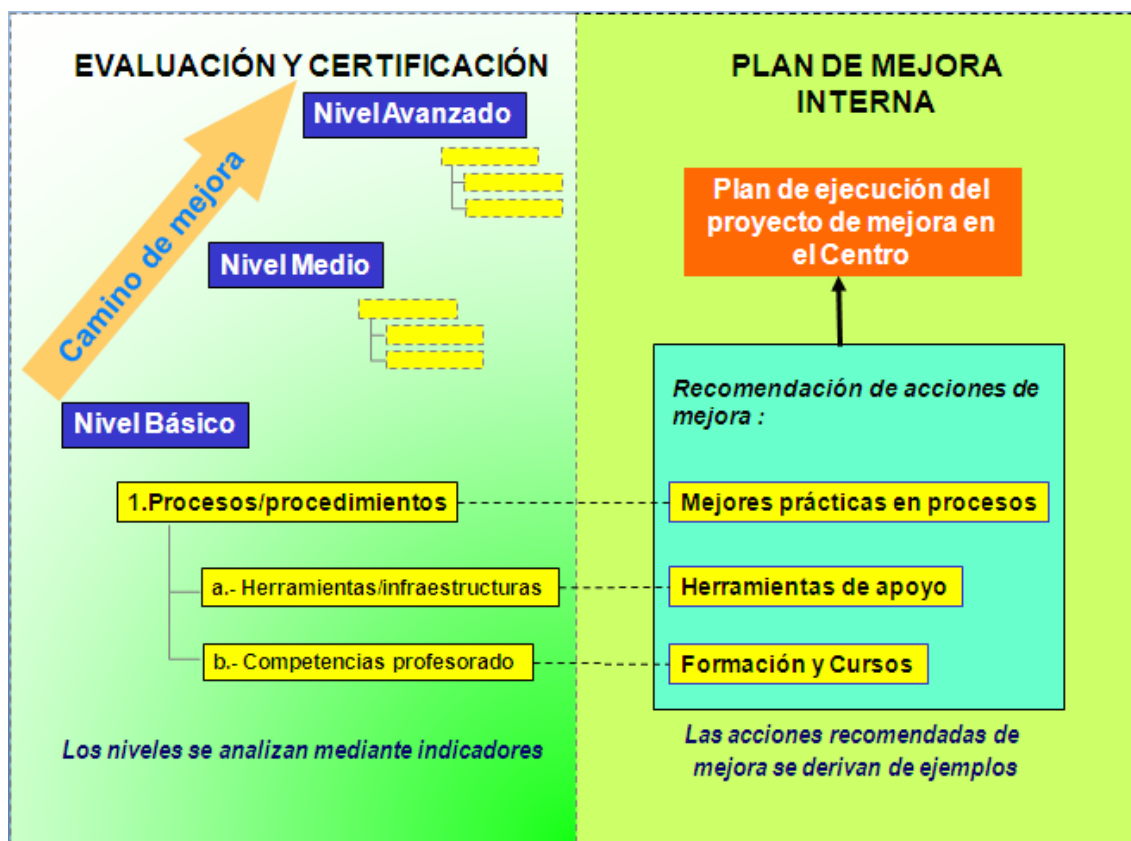 EVALUACIÓN Y CERTIFICACIÓN
Camino de mejora
Nivel Avanzado
Nivel Medio
Nivel Básico
1.Procesos/procedimientos
a.- Herramientas/infraestructuras
b.- Competencias profesorado
Los niveles se analizan mediante indicadores
PLAN DE MEJORA
INTERNA
Plan de ejecución del
proyecto de mejora en
el Centro
Recomendación de acciones de
mejora :
Mejores prácticas en procesos
Herramientas de apoyo
Formación y Cursos
Las acciones recomendadas de
mejora se derivan de ejemplos